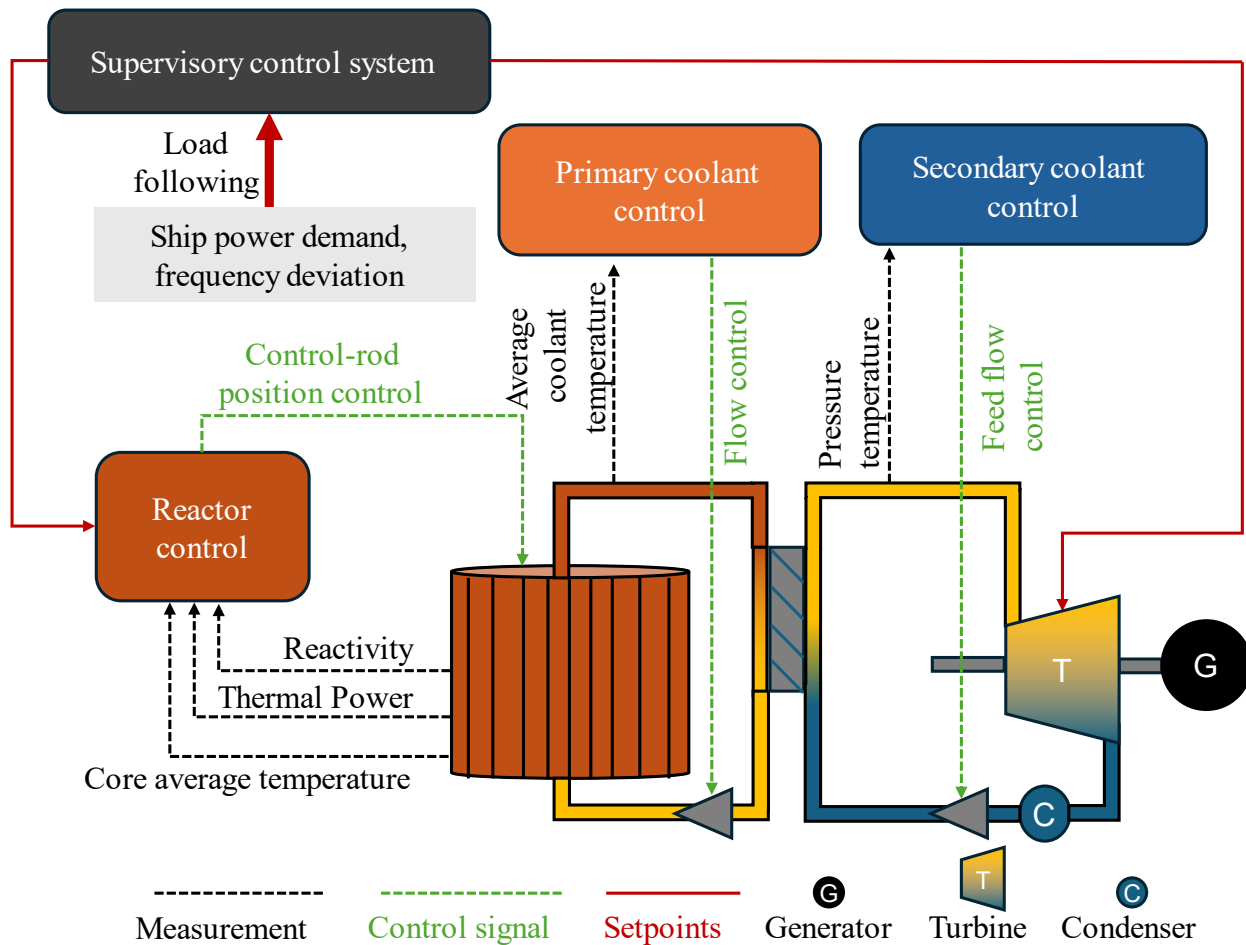 Supervisory control system
Load
following
Ship power demand,
frequency deviation
Primary coolant
control
Secondary coolant
control
Control-rod
position control
Average
coolant
temperature
Flow control
Pressure
temperature
Feed flow
control
Reactor
control
Reactivity
Thermal Power
Core average temperature
T
G
C
G
T
C
Measurement
Control signal
Setpoints
Generator
Turbine
Condenser